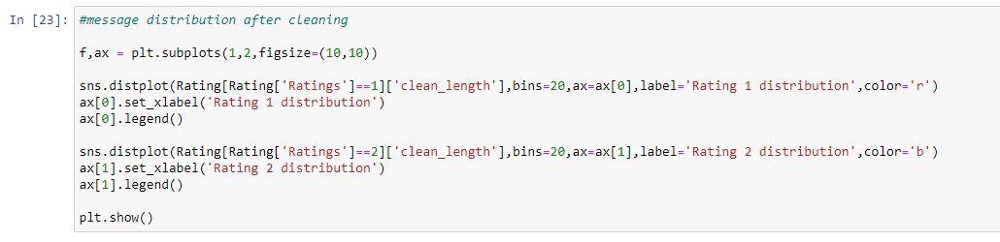 In [23]: #message distribution after cleaning
f,ax = plt.subplots(1,2,figsize=(10,10))
sns.distplot(Rating[Rating['Ratings']==1]['clean_length'],bins=20,ax=ax[0],label='Rating 1 distribution',color='r')
ax[0].set_xlabel('Rating 1 distribution')
ax[0].legend()
sns.distplot(Rating[Rating['Ratings']==2]['clean_length'],bins=20,ax=ax[1],label='Rating 2 distribution',color='b')
ax[1].set_xlabel('Rating 2 distribution')
ax[1].legend()
plt.show()